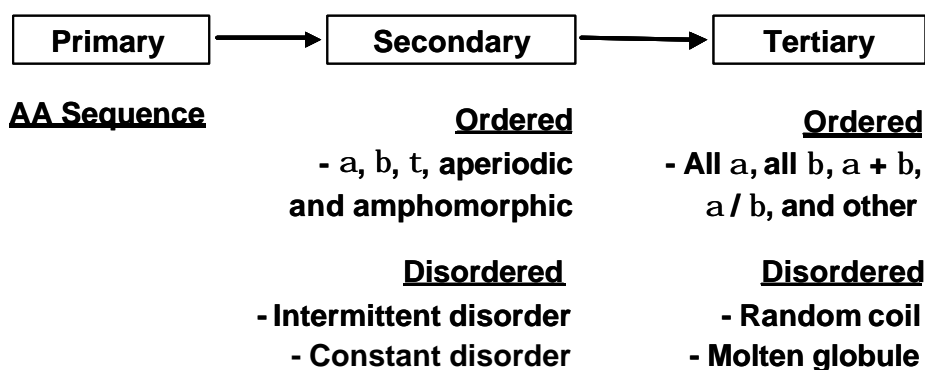 Primary
Secondary
Tertiary
AA Sequence
Ordered
- a, b, t, aperiodic
and amphomorphic
Disordered
- Intermittent disorder
- Constant disorder
Ordered
- All a, all b, a + b,
a / b, and other
Disordered
- Random coil
- Molten globule